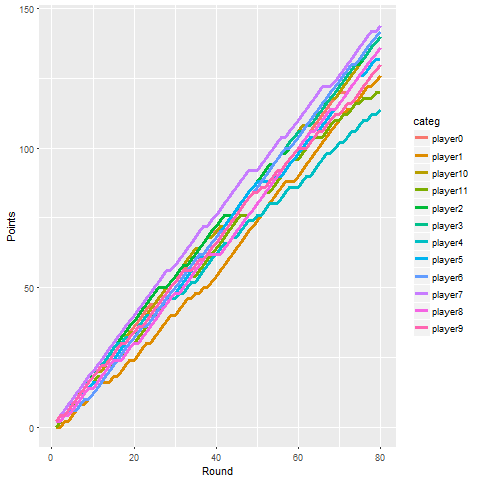 150
100
50
0
Points
0
20
40
60
80
Round
categ
player0
player1
player10
player11
player2
player3
player4
player5
player6
player7
player8
player9